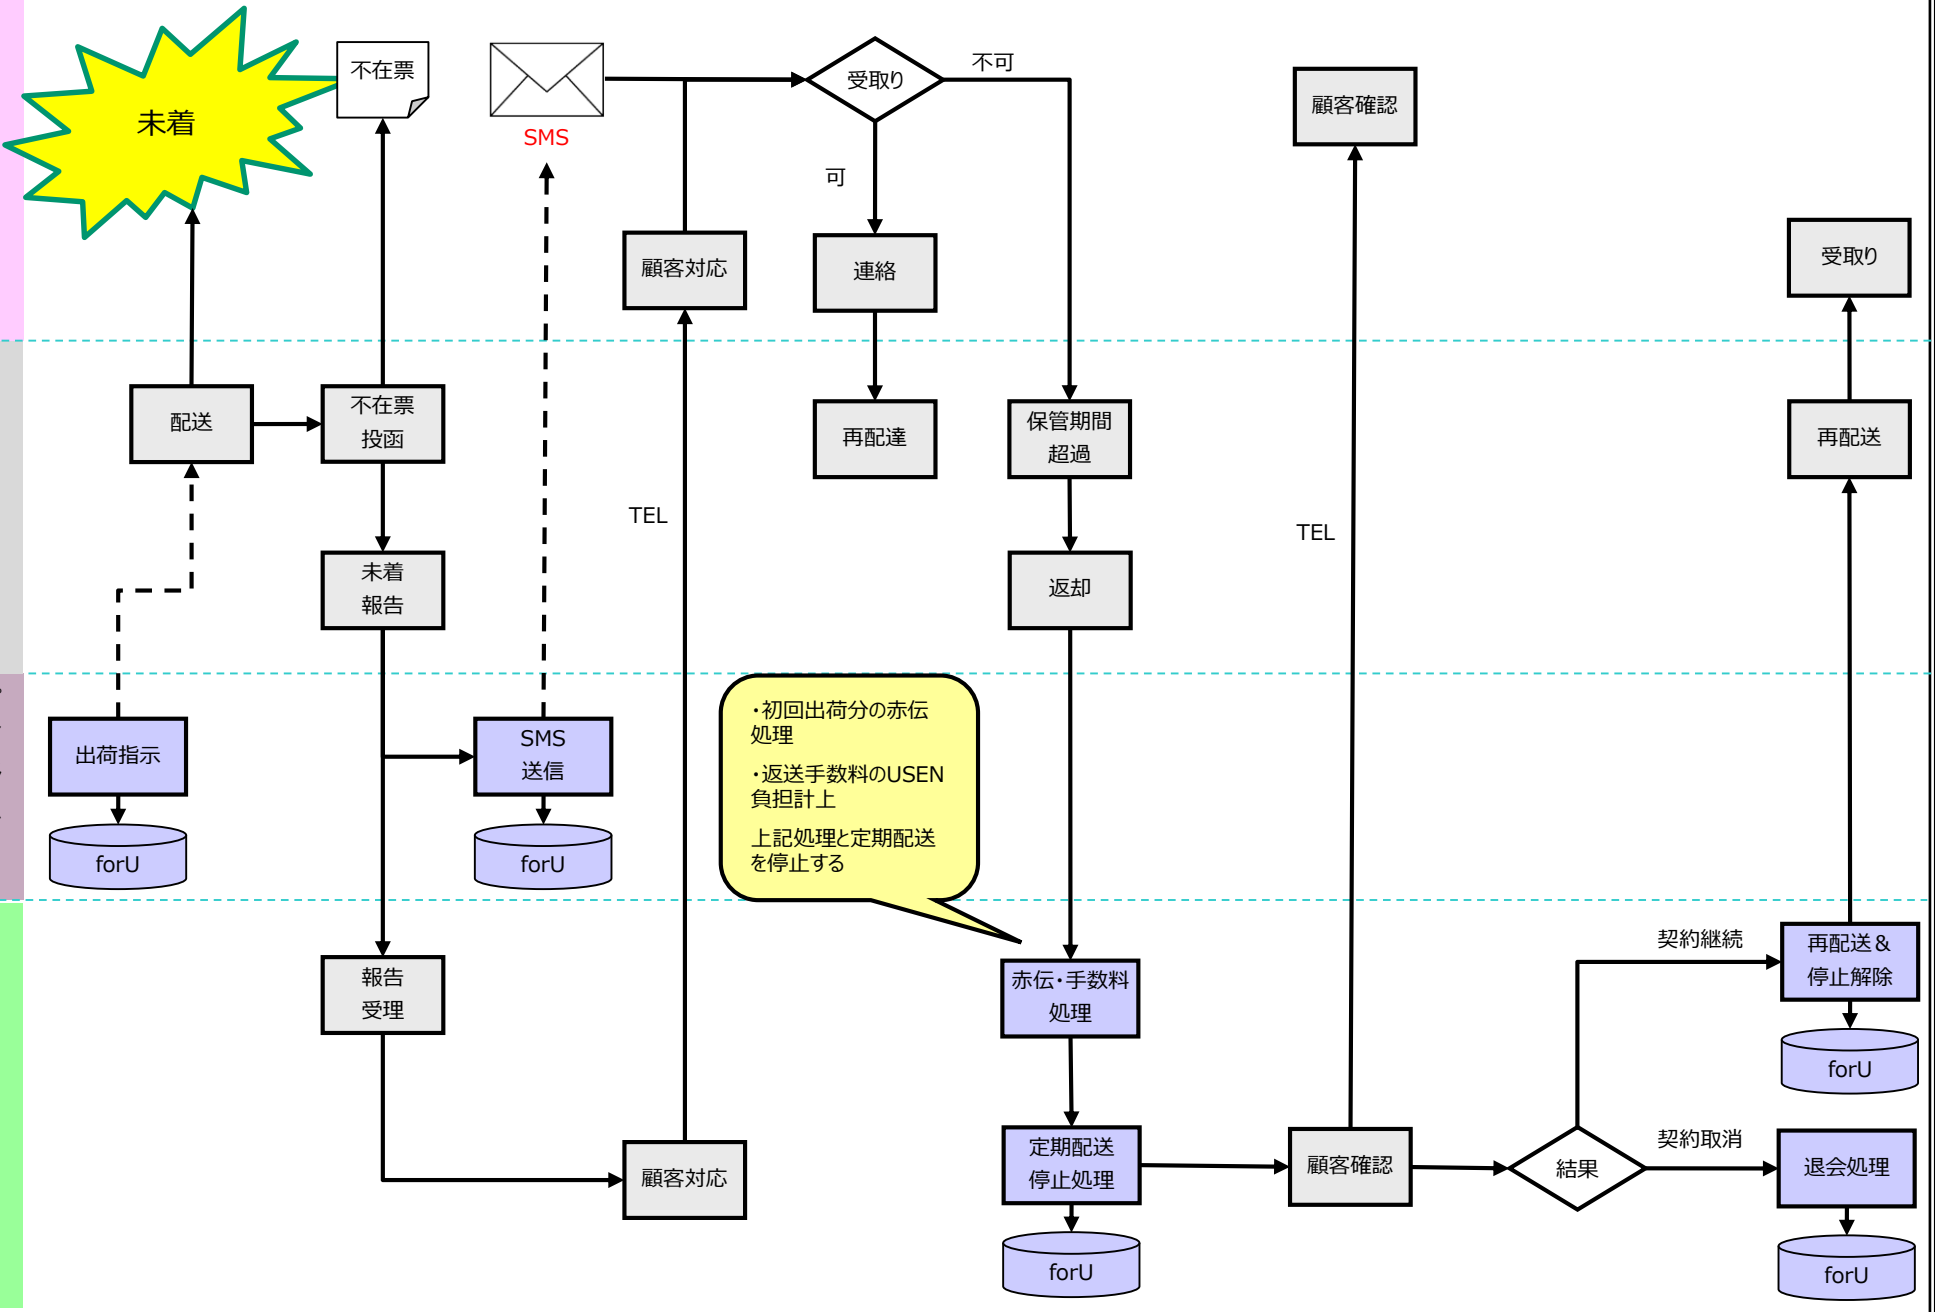 未着
不在票
SMS
受取り
不可
可
顧客確認
顧客対応
連絡
受取り
配送
不在票
投函
再配達
保管期間
超過
再配送
TEL
TEL
未着
報告
返却
出荷指示
forU
SMS
送信
forU
・初回出荷分の赤伝
処理
・返送手数料のUSEN
負担計上
上記処理と定期配送
を停止する
報告
受理
赤伝・手数料
処理
契約継続
再配送&
停止解除
forU
顧客対応
定期配送
停止処理
forU
顧客確認
結果
契約取消
退会処理
forU